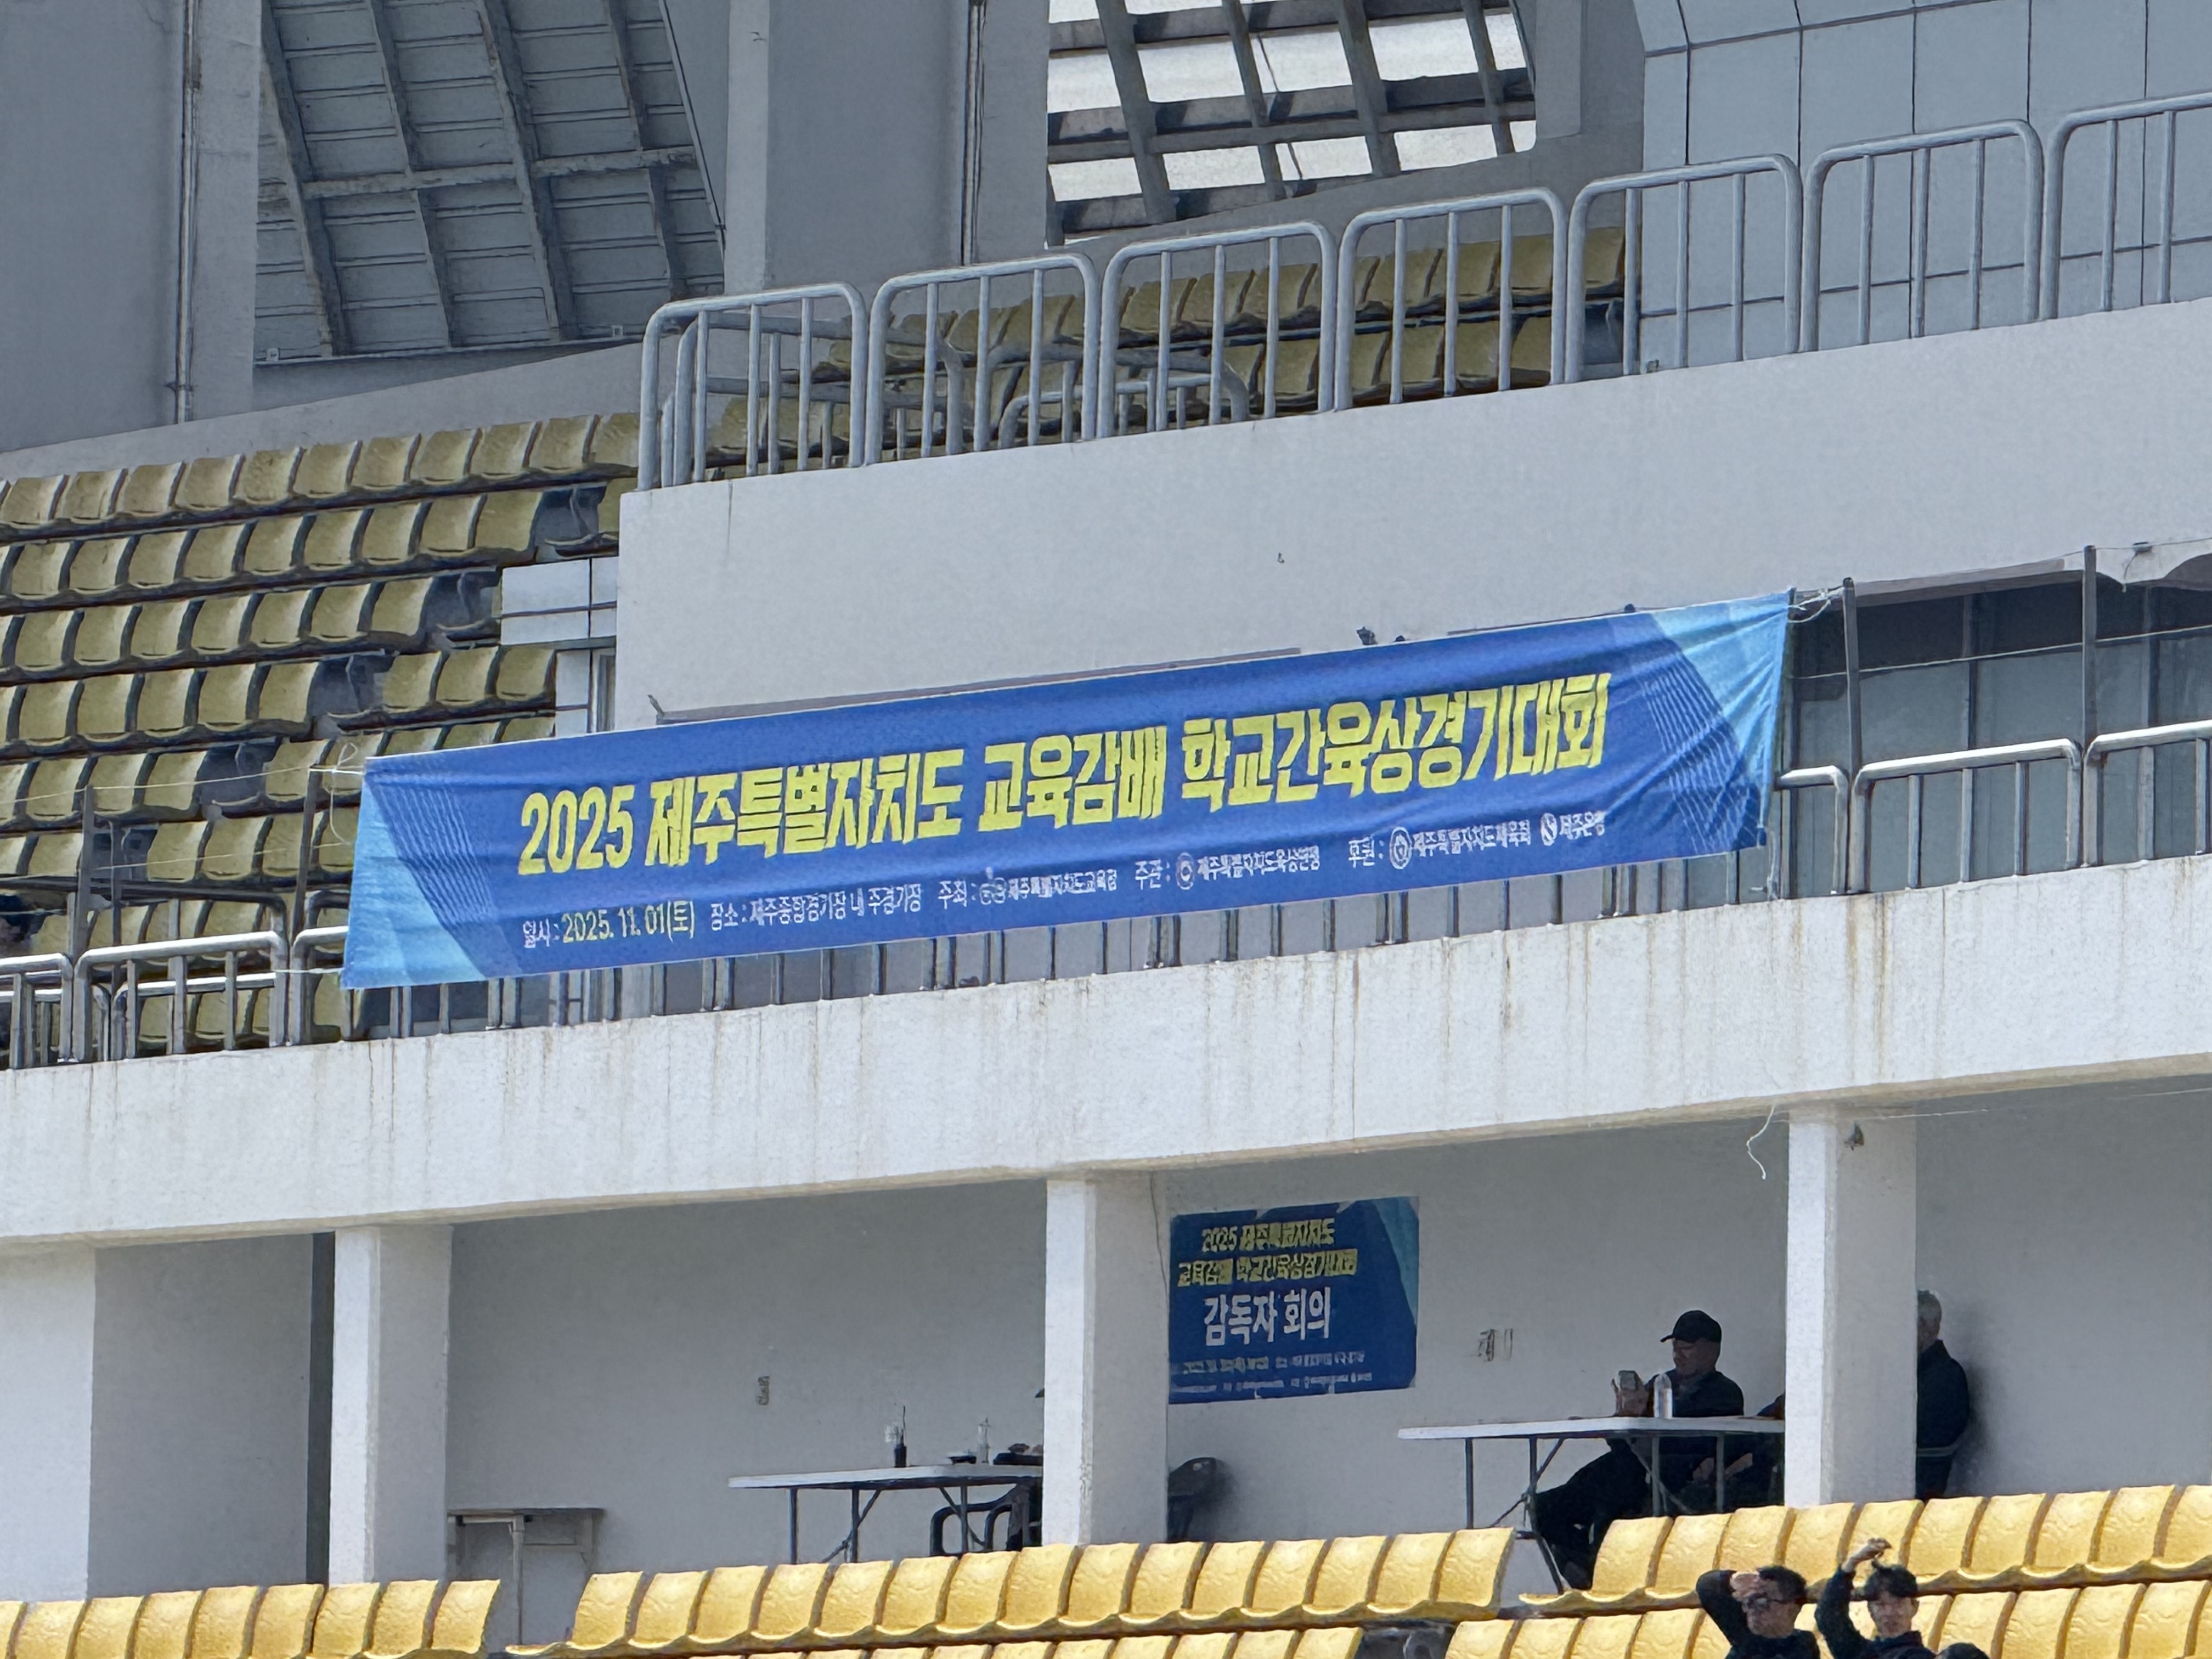 2025 제주특별자치도 교육감배 학교간육상경기대회
일시 : 2025. 11. 01(토) 장소 : 제주종합경기장 내 주경기장 주최 : 제주특별자치도교육청 주관 : 제주특별자치도육상연맹 후원 : 제주특별자치도체육회 제주은행
2025 제주특별자치도
교육감배 학교간육상경기대회
감독자 회의